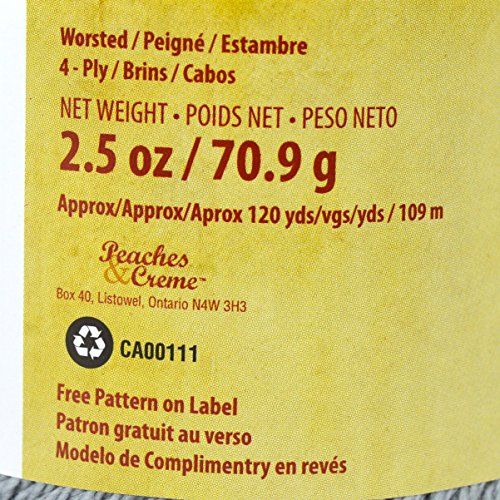 Worsted / Peigné / Estambre
4 - Ply / Brins / Cabos
NET WEIGHT • POIDS NET • PESO NETO
2.5 oz / 70.9 g
Approx/Approx/Aprox 120 yds/vgs/yds / 109 m
Peaches
& Creme™
Box 40, Listowel, Ontario N4W 3H3
CA00111
Free Pattern on Label
Patron gratuit au verso
Modelo de Complimentry en revés